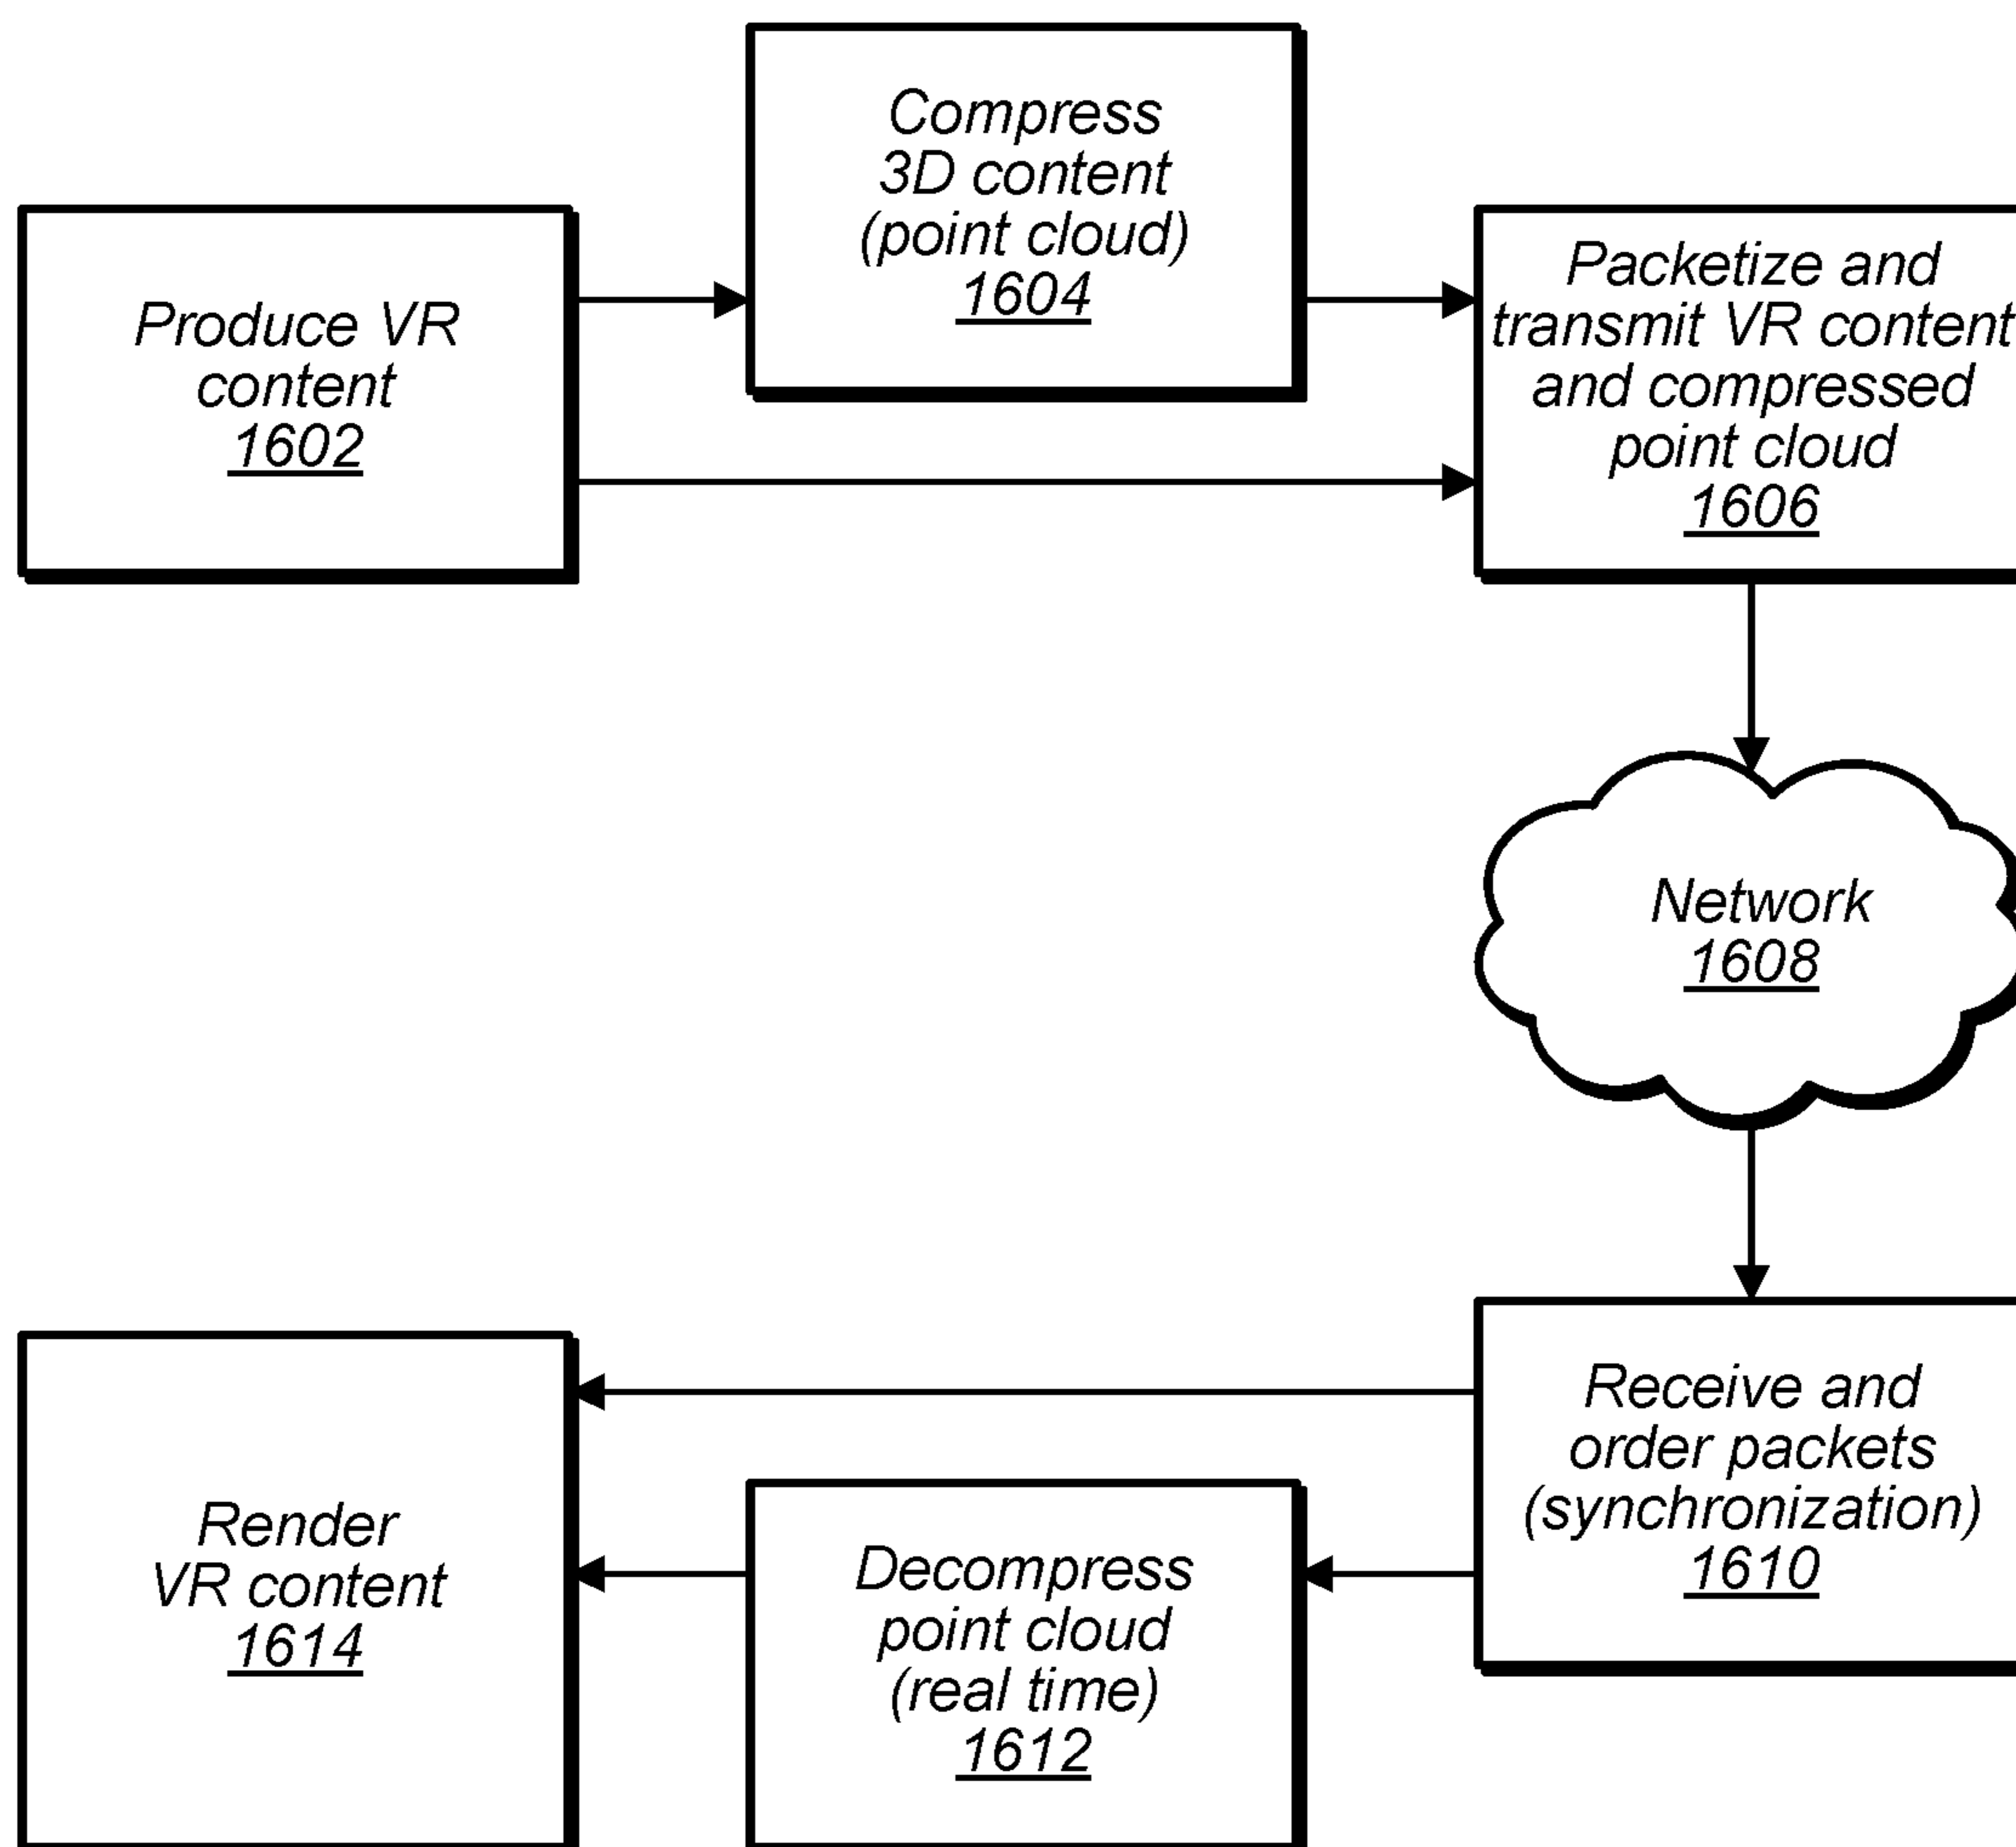 Compress
3D content
(point cloud)
1604
Produce VR
content
1602
Packetize and
transmit VR content
and compressed
point cloud
1606
Network
1608
Receive and
order packets
(synchronization)
1610
Decompress
point cloud
(real time)
1612
Render
VR content
1614